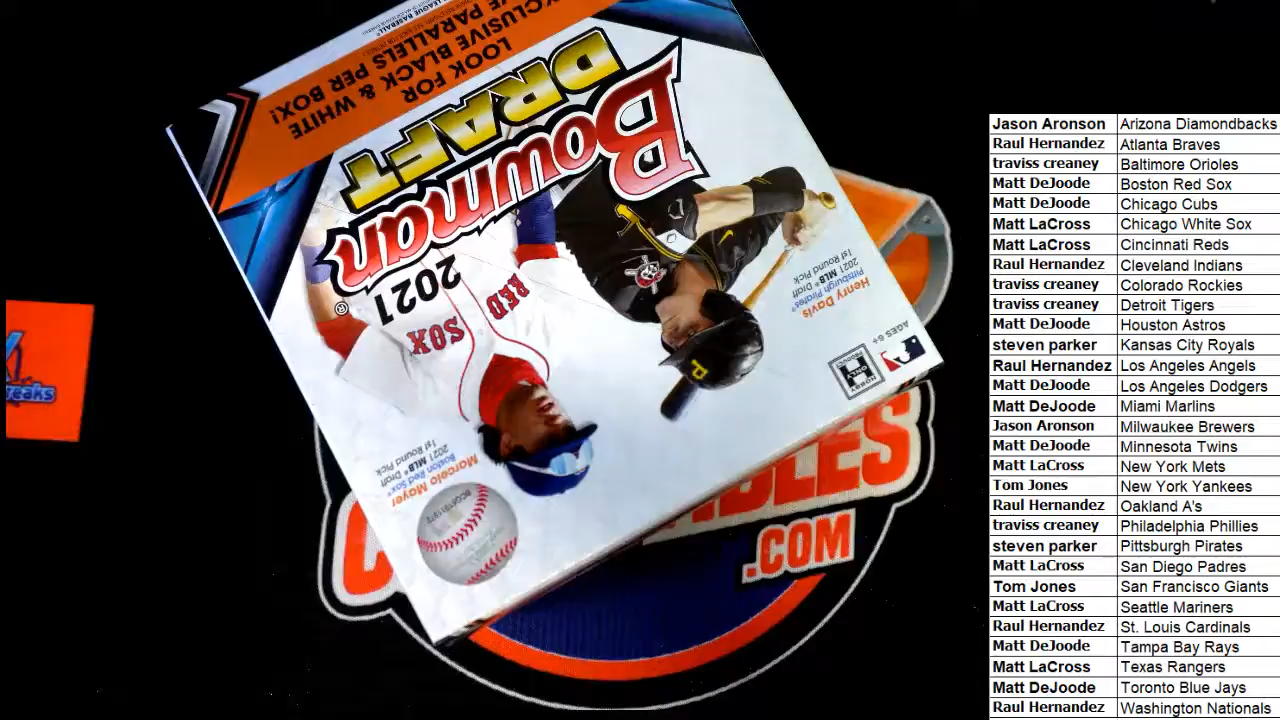 LOOK FOR
EXCLUSIVE BLACK & WHITE
PARALLELS PER BOX!
Bowman®
DRAFT
2021
RED
SOX
P
Henry Davis
Pittsburgh Pirates®
2021 MLB® Draft
1st Round Pick
AGES 6+
H
HOBBY
ONLY
PRODUCT
Marcelo Mayer
Boston Red Sox®
2021 MLB® Draft
1st Round Pick
.COM
Jason Aronson Arizona Diamondbacks
Raul Hernandez Atlanta Braves
traviss creaney Baltimore Orioles
Matt DeJoode Boston Red Sox
Matt DeJoode Chicago Cubs
Matt LaCross Chicago White Sox
Matt LaCross Cincinnati Reds
Raul Hernandez Cleveland Indians
traviss creaney Colorado Rockies
traviss creaney Detroit Tigers
Matt DeJoode Houston Astros
steven parker Kansas City Royals
Raul Hernandez Los Angeles Angels
Matt DeJoode Los Angeles Dodgers
Matt DeJoode Miami Marlins
Jason Aronson Milwaukee Brewers
Matt DeJoode Minnesota Twins
Matt LaCross New York Mets
Tom Jones New York Yankees
Raul Hernandez Oakland A's
traviss creaney Philadelphia Phillies
steven parker Pittsburgh Pirates
Matt LaCross San Diego Padres
Tom Jones San Francisco Giants
Matt LaCross Seattle Mariners
Raul Hernandez St. Louis Cardinals
Matt DeJoode Tampa Bay Rays
Matt LaCross Texas Rangers
Matt DeJoode Toronto Blue Jays
Raul Hernandez Washington Nationals